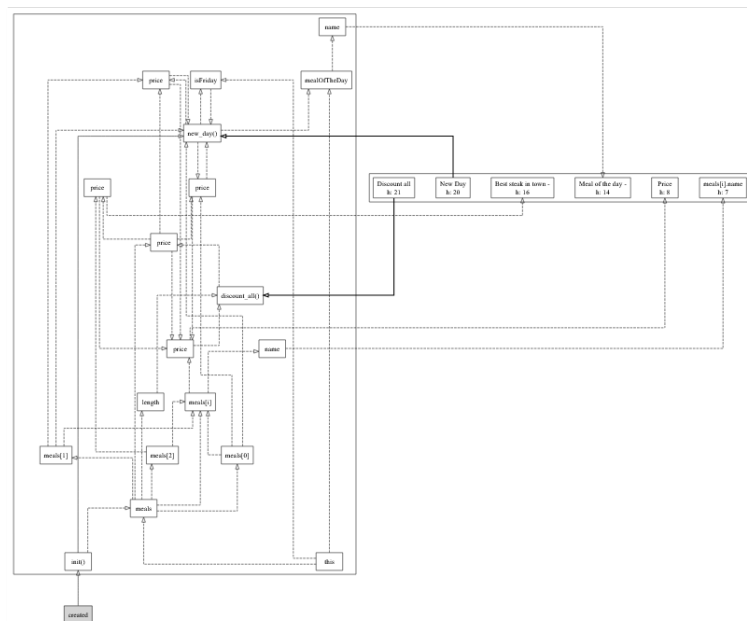 name
price
isFriday
mealOfTheDay
new_day()
price
price
Discount all
h: 21
New Day
h: 20
Best steak in town -
h: 16
Meal of the day -
h: 14
Price
h: 8
meals[i].name
h: 7
price
discount_all()
price
name
length
meals[i]
meals[1]
meals[2]
meals[0]
meals
init()
this
created